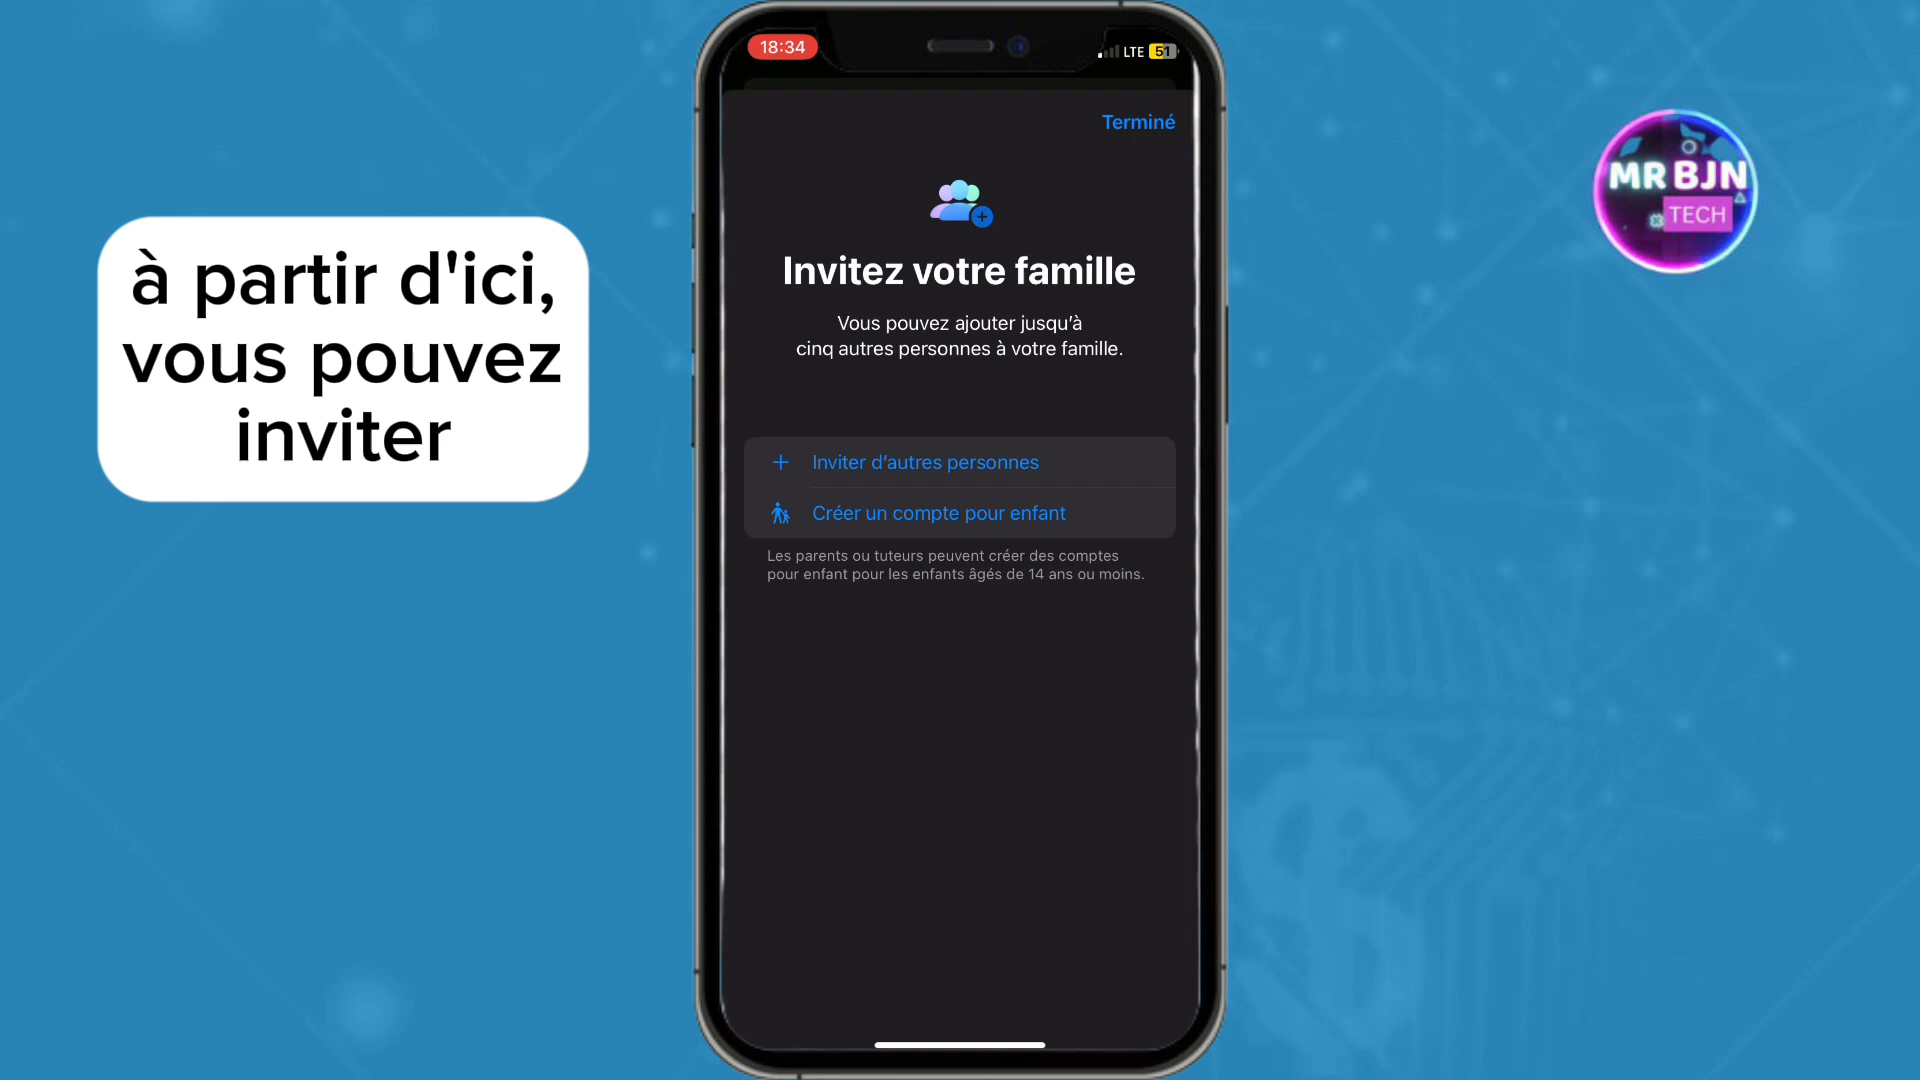 18:34
LTE 51
Terminé
MR BJN
TECH
à partir d'ici,
vous pouvez
inviter
Invitez votre famille
Vous pouvez ajouter jusqu’à
cinq autres personnes à votre famille.
Inviter d’autres personnes
Créer un compte pour enfant
Les parents ou tuteurs peuvent créer des comptes
pour enfant pour les enfants âgés de 14 ans ou moins.